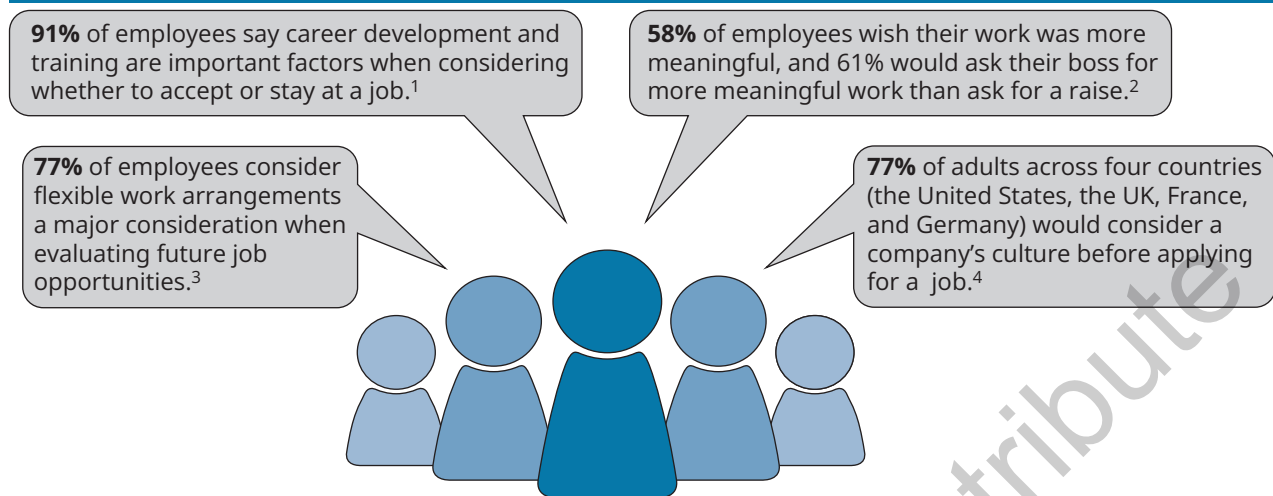 91% of employees say career development and
training are important factors when considering
whether to accept or stay at a job.1
58% of employees wish their work was more
meaningful, and 61% would ask their boss for
more meaningful work than ask for a raise.2
77% of employees consider
flexible work arrangements
a major consideration when
evaluating future job
opportunities.3
77% of adults across four countries
(the United States, the UK, France,
and Germany) would consider a
company’s culture before applying
for a job.4
tribute